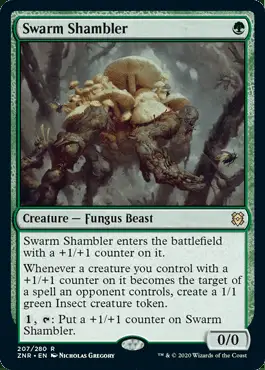 Swarm Shambler
Creature — Fungus Beast
Swarm Shambler enters the battlefield
with a +1/+1 counter on it.
Whenever a creature you control with a
+1/+1 counter on it becomes the target of
a spell an opponent controls, create a 1/1
green Insect creature token.
1, T: Put a +1/+1 counter on Swarm
Shambler.
0/0
207/280 R
ZNR • EN NICHOLAS GREGORY
™ & © 2020 Wizards of the Coast